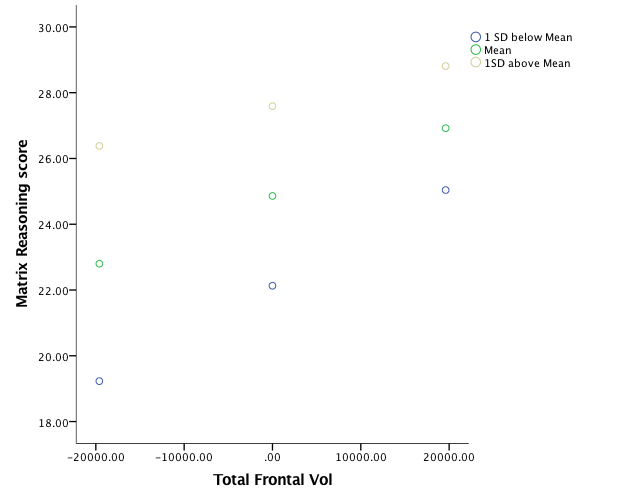 30.00
28.00
26.00
24.00
22.00
20.00
18.00
Matrix Reasoning score
-20000.00 -10000.00 .00 10000.00 20000.00
Total Frontal Vol
1 SD below Mean
Mean
1SD above Mean